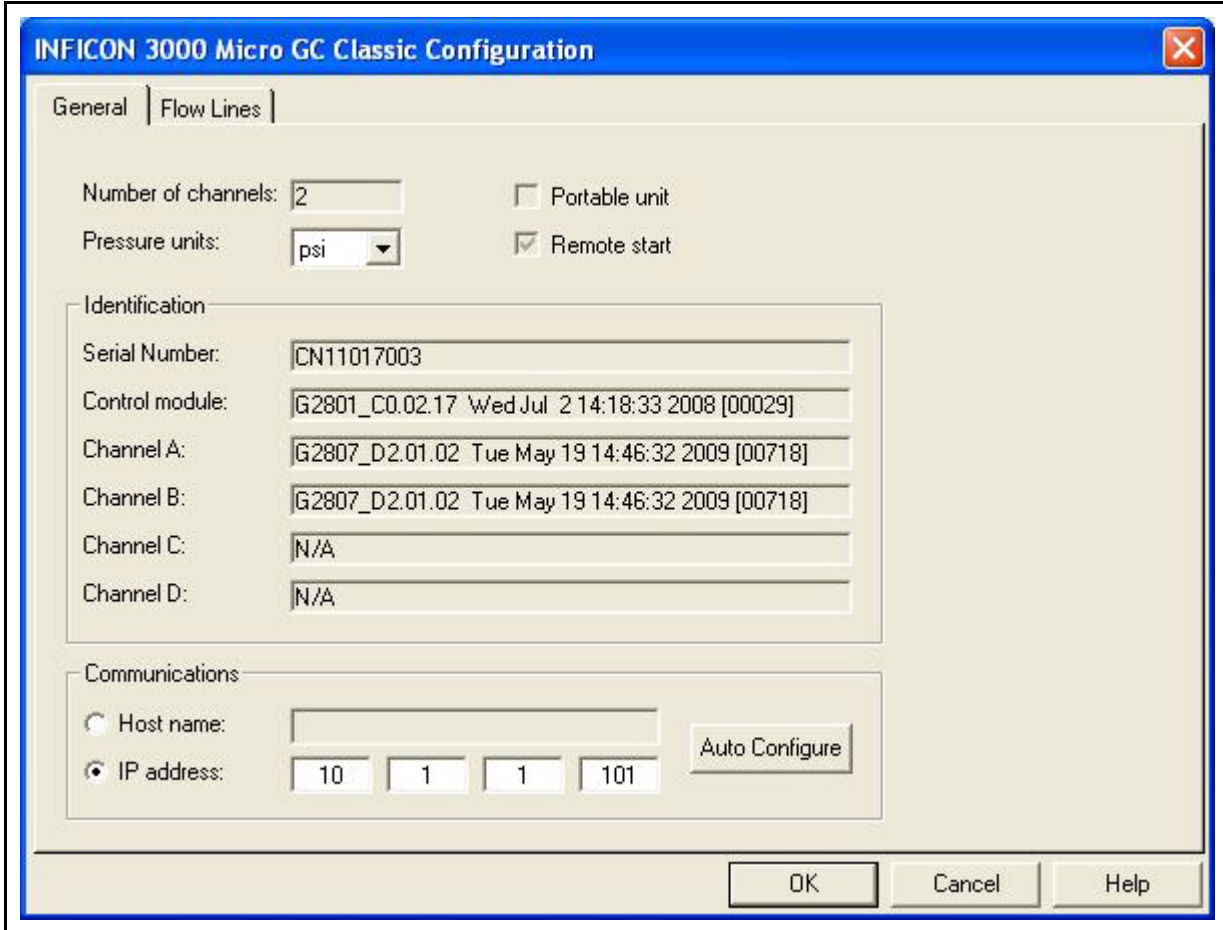 INFICON 3000 Micro GC Classic Configuration
General Flow Lines
Number of channels: 2 Portable unit
Pressure units: psi Remote start
Identification
Serial Number: CN11017003
Control module: G2801_C0.02.17 Wed Jul 2 14:18:33 2008 [00029]
Channel A: G2807_D2.01.02 Tue May 19 14:46:32 2009 [00718]
Channel B: G2807_D2.01.02 Tue May 19 14:46:32 2009 [00718]
Channel C: N/A
Channel D: N/A
Communications
Host name:
Auto Configure
IP address: 10 1 1 101
OK Cancel Help